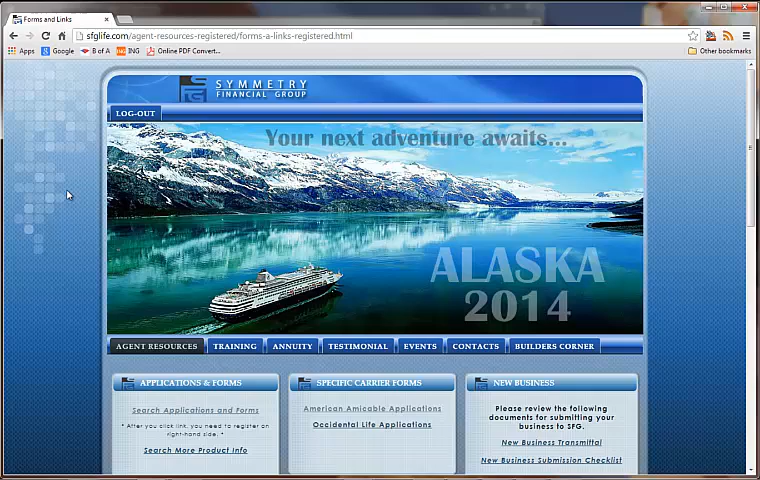 Forms and Links
sfglife.com/agent-resources-registered/forms-a-links-registered.html
Apps Google B of A ING ING Online PDF Convert... Other bookmarks
SYMMETRY
FINANCIAL GROUP
LOG-OUT
Your next adventure awaits...
ALASKA
2014
AGENT RESOURCES TRAINING ANNUITY TESTIMONIAL EVENTS CONTACTS BUILDERS CORNER
APPLICATIONS & FORMS
Search Applications and Forms
* After you click link, you need to register on
right-hand side. *
Search More Product Info
SPECIFIC CARRIER FORMS
American Amicable Applications
Occidental Life Applications
NEW BUSINESS
Please review the following
documents for submitting your
business to SFG.
New Business Transmittal
New Business Submission Checklist